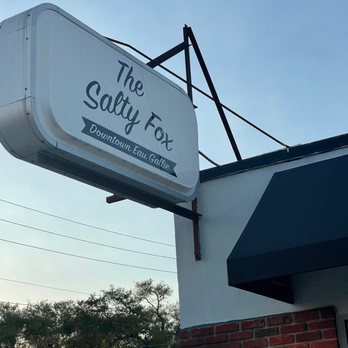 The
Salty Fox
Downtown Eau Gallie